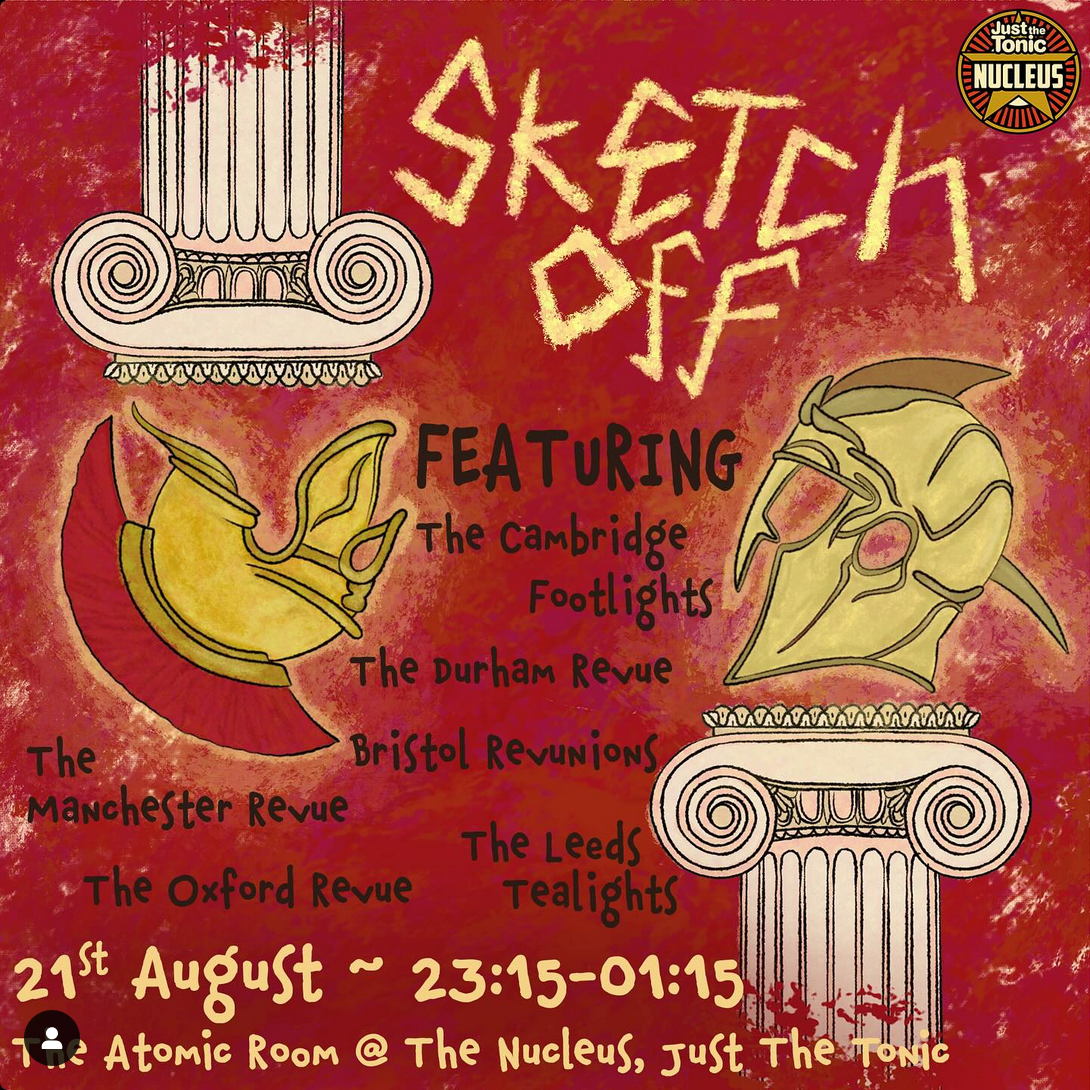 Just the
Tonic
NUCLEUS
SKETCH
OFF
FEATURING
The Cambridge
Footlights
The Durham Revue
Bristol Revunions
The
Manchester Revue
The Leeds
Tealights
The Oxford Revue
21st August ~ 23:15-01:15
The Atomic Room @ The Nucleus, Just The Tonic